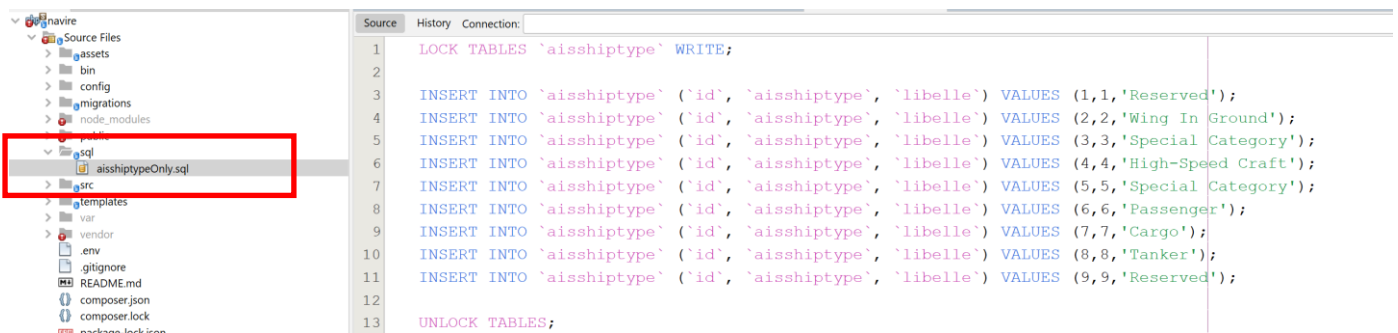 navire
Source Files
assets
bin
config
migrations
node_modules
public
sql
aisshiptypeOnly.sql
src
templates
var
vendor
.env
.gitignore
README.md
composer.json
composer.lock
package-lock.json
Source History Connection:
1 LOCK TABLES `aisshiptype` WRITE;
2
3 INSERT INTO `aisshiptype` (`id`, `aisshiptype`, `libelle`) VALUES (1,1,'Reserved');
4 INSERT INTO `aisshiptype` (`id`, `aisshiptype`, `libelle`) VALUES (2,2,'Wing In Ground');
5 INSERT INTO `aisshiptype` (`id`, `aisshiptype`, `libelle`) VALUES (3,3,'Special Category');
6 INSERT INTO `aisshiptype` (`id`, `aisshiptype`, `libelle`) VALUES (4,4,'High-Speed Craft');
7 INSERT INTO `aisshiptype` (`id`, `aisshiptype`, `libelle`) VALUES (5,5,'Special Category');
8 INSERT INTO `aisshiptype` (`id`, `aisshiptype`, `libelle`) VALUES (6,6,'Passenger');
9 INSERT INTO `aisshiptype` (`id`, `aisshiptype`, `libelle`) VALUES (7,7,'Cargo');
10 INSERT INTO `aisshiptype` (`id`, `aisshiptype`, `libelle`) VALUES (8,8,'Tanker');
11 INSERT INTO `aisshiptype` (`id`, `aisshiptype`, `libelle`) VALUES (9,9,'Reserved');
12
13 UNLOCK TABLES;